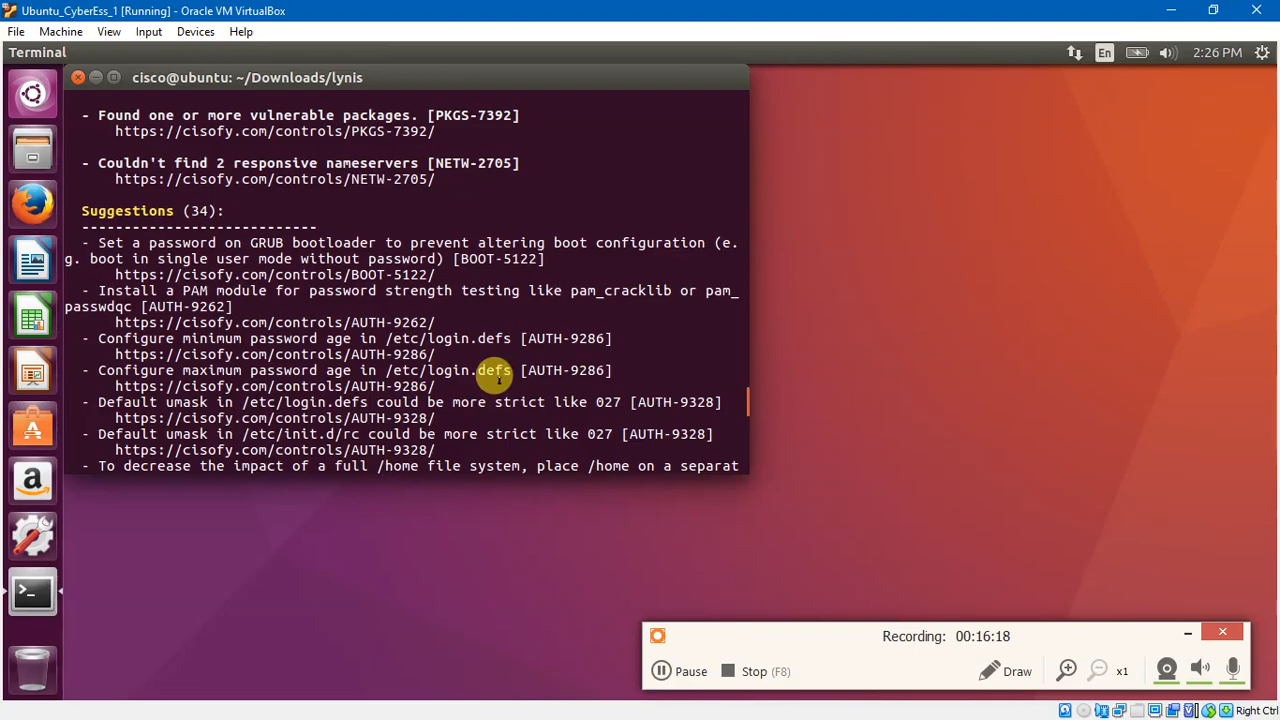 Ubuntu_CyberEss_1 [Running] - Oracle VM VirtualBox
File Machine View Input Devices Help
Terminal
En
2:26 PM
cisco@ubuntu: ~/Downloads/lynis
- Found one or more vulnerable packages. [PKGS-7392]
https://cisofy.com/controls/PKGS-7392/
- Couldn't find 2 responsive nameservers [NETW-2705]
https://cisofy.com/controls/NETW-2705/
Suggestions (34):
----------------------------
- Set a password on GRUB bootloader to prevent altering boot configuration (e.
g. boot in single user mode without password) [BOOT-5122]
https://cisofy.com/controls/BOOT-5122/
- Install a PAM module for password strength testing like pam_cracklib or pam_
passwdqc [AUTH-9262]
https://cisofy.com/controls/AUTH-9262/
- Configure minimum password age in /etc/login.defs [AUTH-9286]
https://cisofy.com/controls/AUTH-9286/
- Configure maximum password age in /etc/login.defs [AUTH-9286]
https://cisofy.com/controls/AUTH-9286/
- Default umask in /etc/login.defs could be more strict like 027 [AUTH-9328]
https://cisofy.com/controls/AUTH-9328/
- Default umask in /etc/init.d/rc could be more strict like 027 [AUTH-9328]
https://cisofy.com/controls/AUTH-9328/
- To decrease the impact of a full /home file system, place /home on a separat
Recording: 00:16:18
Pause
Stop (F8)
Draw
x1
Right Ctrl